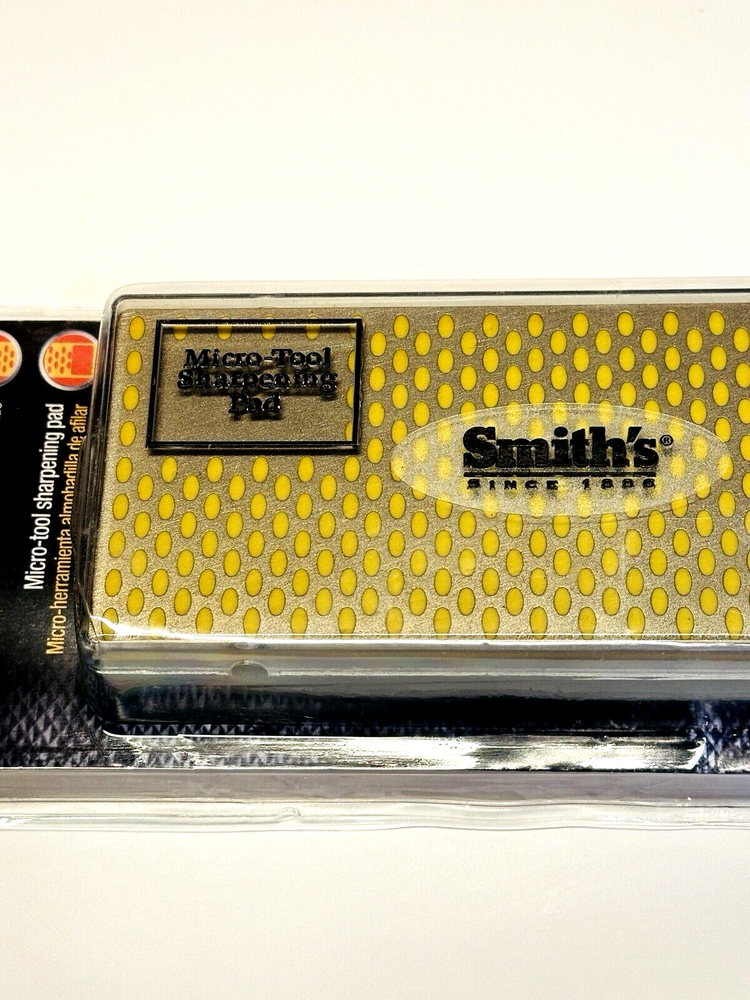 Micro-Tool
Sharpening
Pad
Smith's®
SINCE 1886
Micro-tool sharpening pad
Micro-herramienta almohadilla de afilar